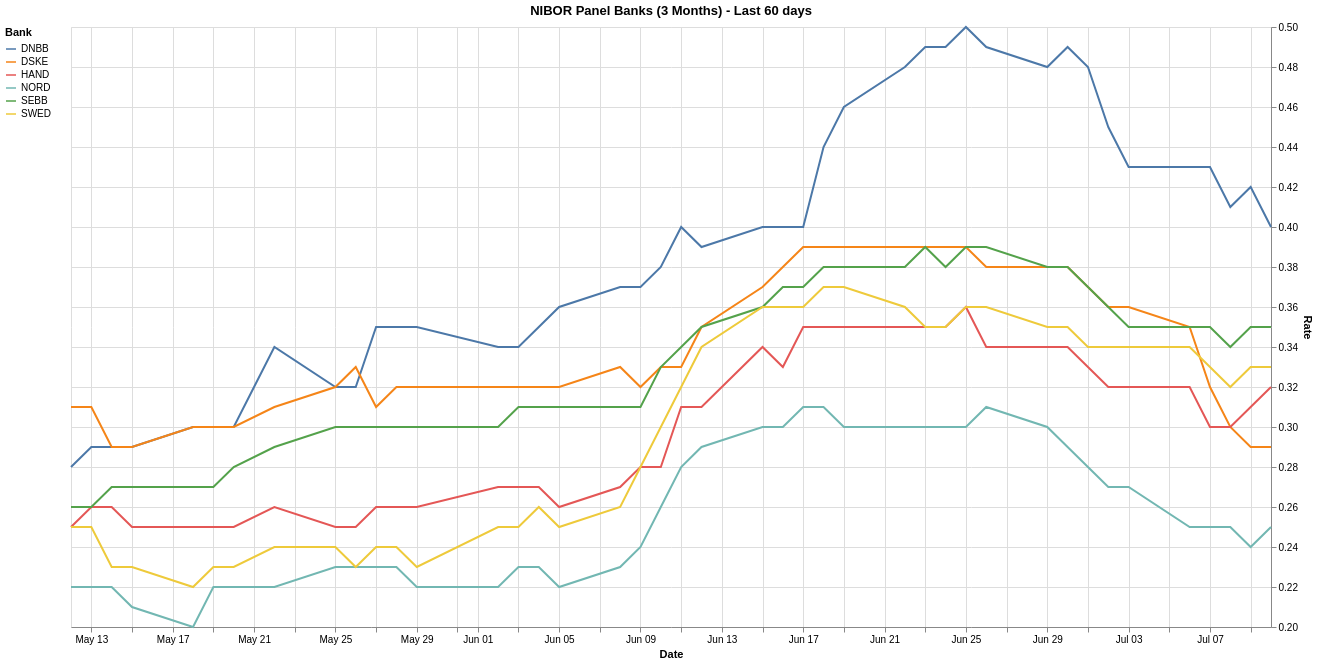 NIBOR Panel Banks (3 Months) - Last 60 days
Bank
DNBB
DSKE
HAND
NORD
SEBB
SWED
0.50
0.48
0.46
0.44
0.42
0.40
0.38
0.36
0.34
0.32
0.30
0.28
0.26
0.24
0.22
0.20
Rate
May 13 May 17 May 21 May 25 May 29 Jun 01 Jun 05 Jun 09 Jun 13 Jun 17 Jun 21 Jun 25 Jun 29 Jul 03 Jul 07
Date